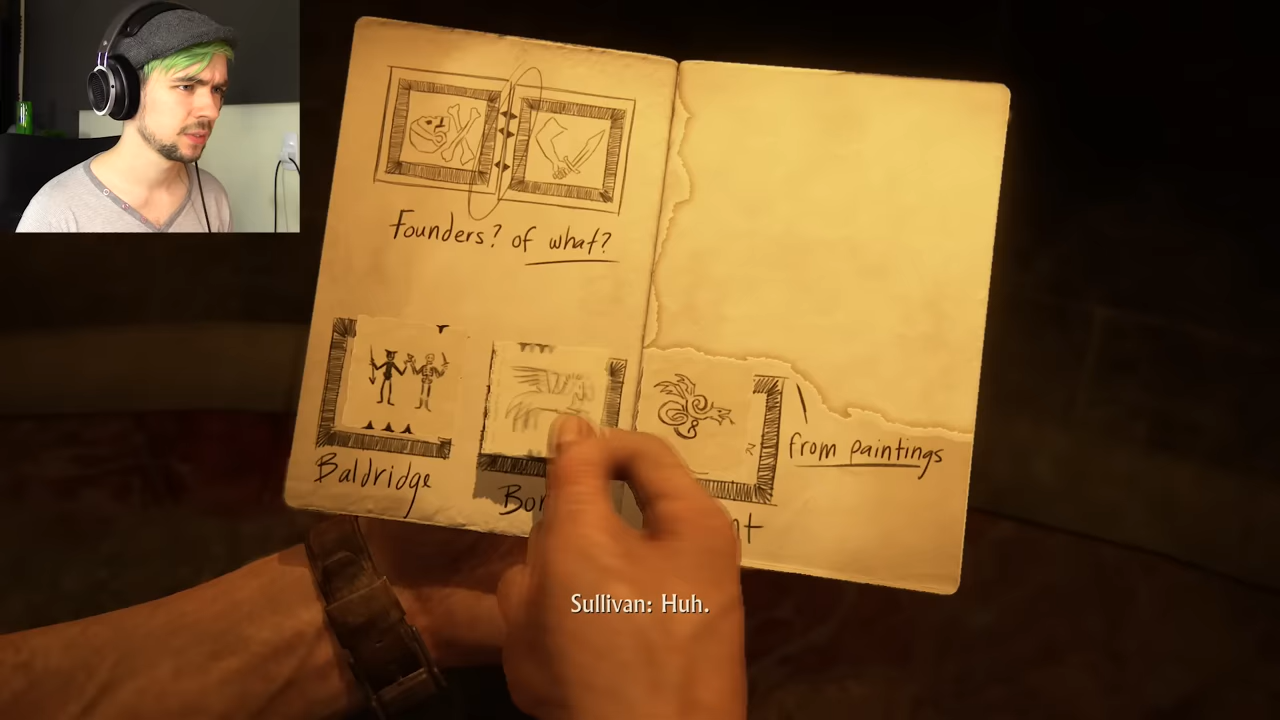 Founders? of what?
from paintings
Baldridge
Sullivan: Huh.